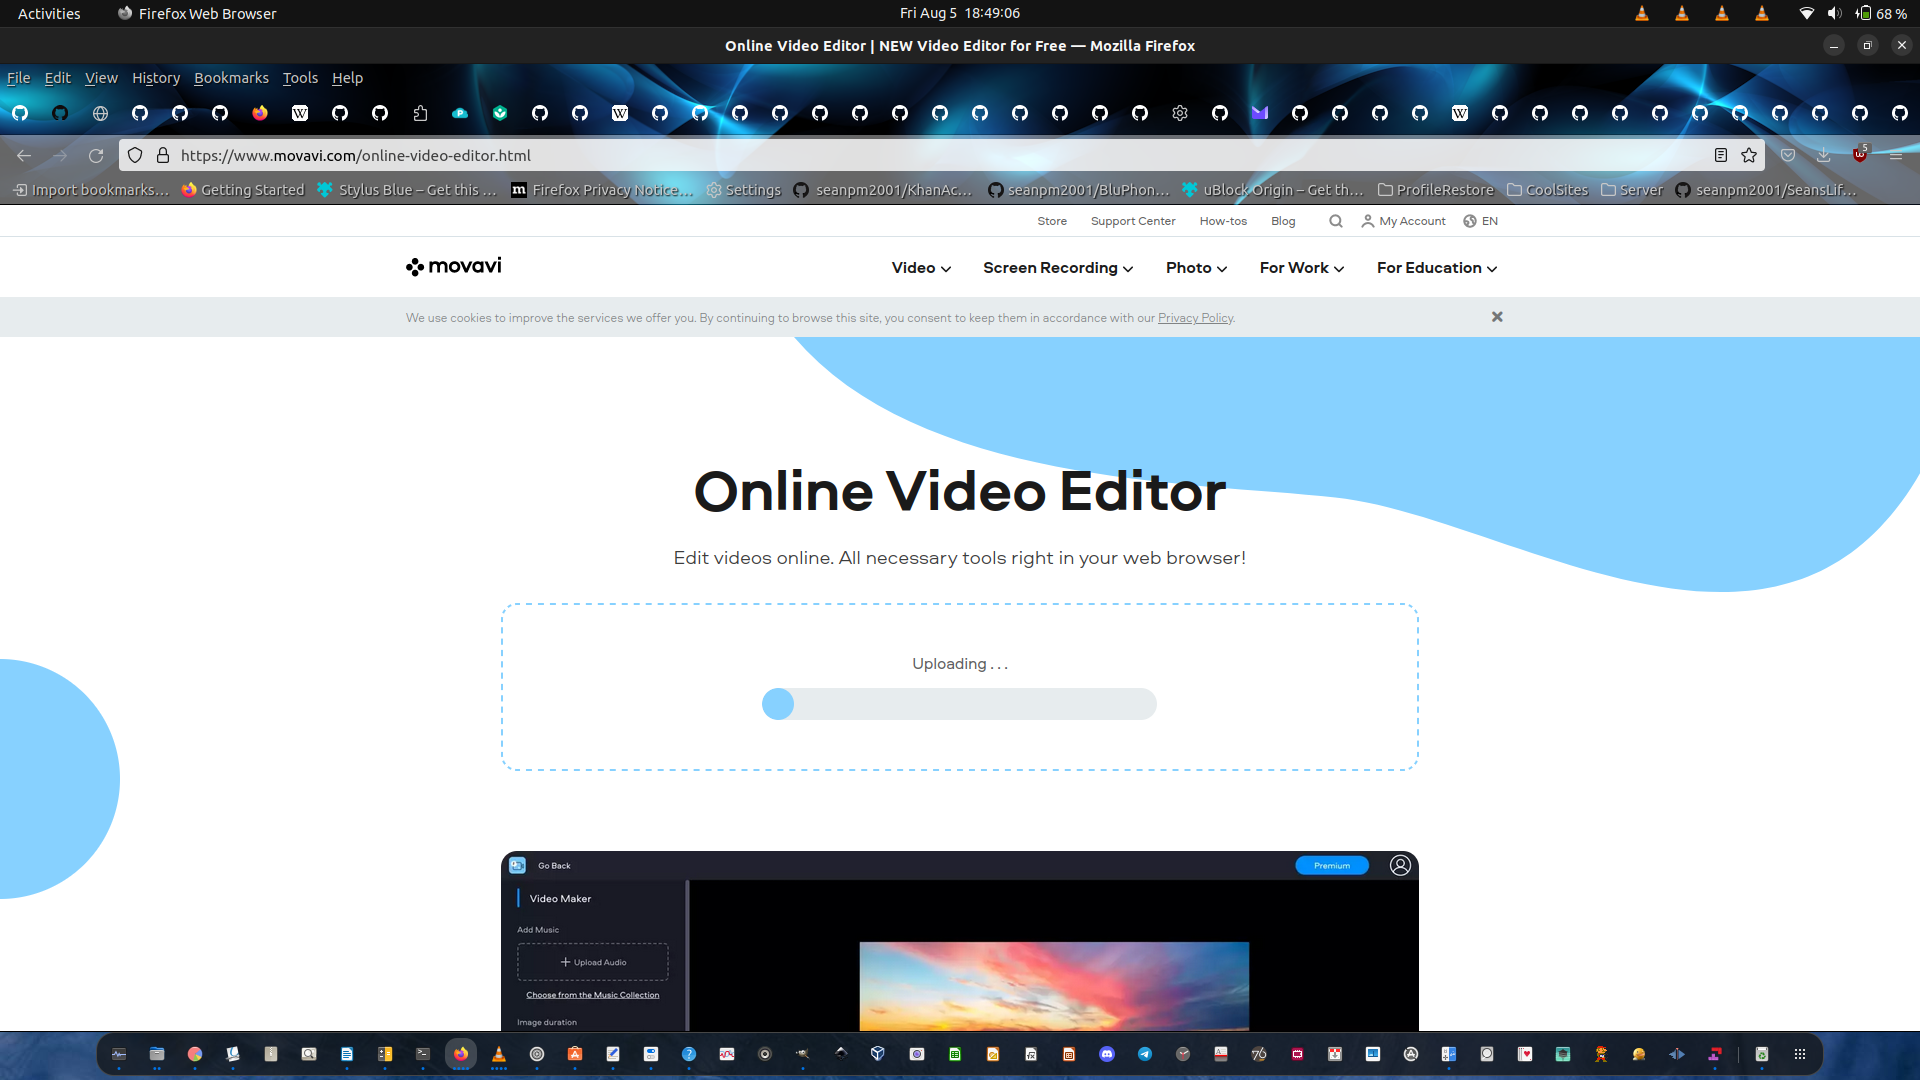 Activities
Firefox Web Browser
Fri Aug 5 18:49:06
68 %
Online Video Editor | NEW Video Editor for Free — Mozilla Firefox
File Edit View History Bookmarks Tools Help
https://www.movavi.com/online-video-editor.html
5
Import bookmarks…
Getting Started
Stylus Blue – Get this …
Firefox Privacy Notice…
Settings
seanpm2001/KhanAc…
seanpm2001/BluPhon…
uBlock Origin – Get th…
ProfileRestore
CoolSites
Server
seanpm2001/SeansLif…
Store
Support Center
How-tos
Blog
My Account
EN
movavi
Video
Screen Recording
Photo
For Work
For Education
We use cookies to improve the services we offer you. By continuing to browse this site, you consent to keep them in accordance with our Privacy Policy.
Online Video Editor
Edit videos online. All necessary tools right in your web browser!
Uploading . . .
Go Back
Premium
Video Maker
Add Music
Upload Audio
Choose from the Music Collection
Image duration